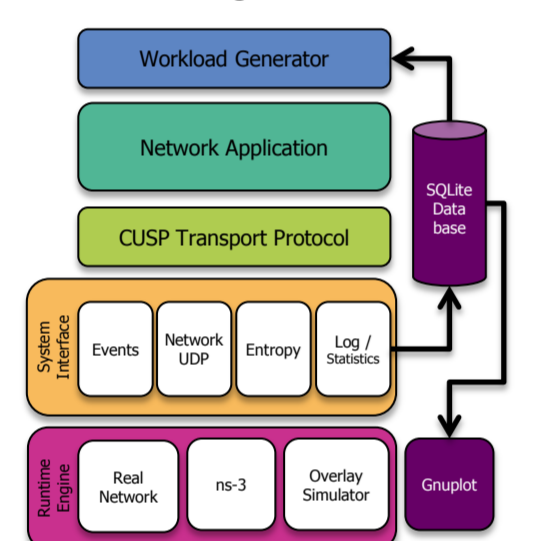 Workload Generator
Network Application
SQLite
Data
base
CUSP Transport Protocol
System
Interface
Events
Network
UDP
Entropy
Log /
Statistics
Runtime
Engine
Real
Network
ns-3
Overlay
Simulator
Gnuplot